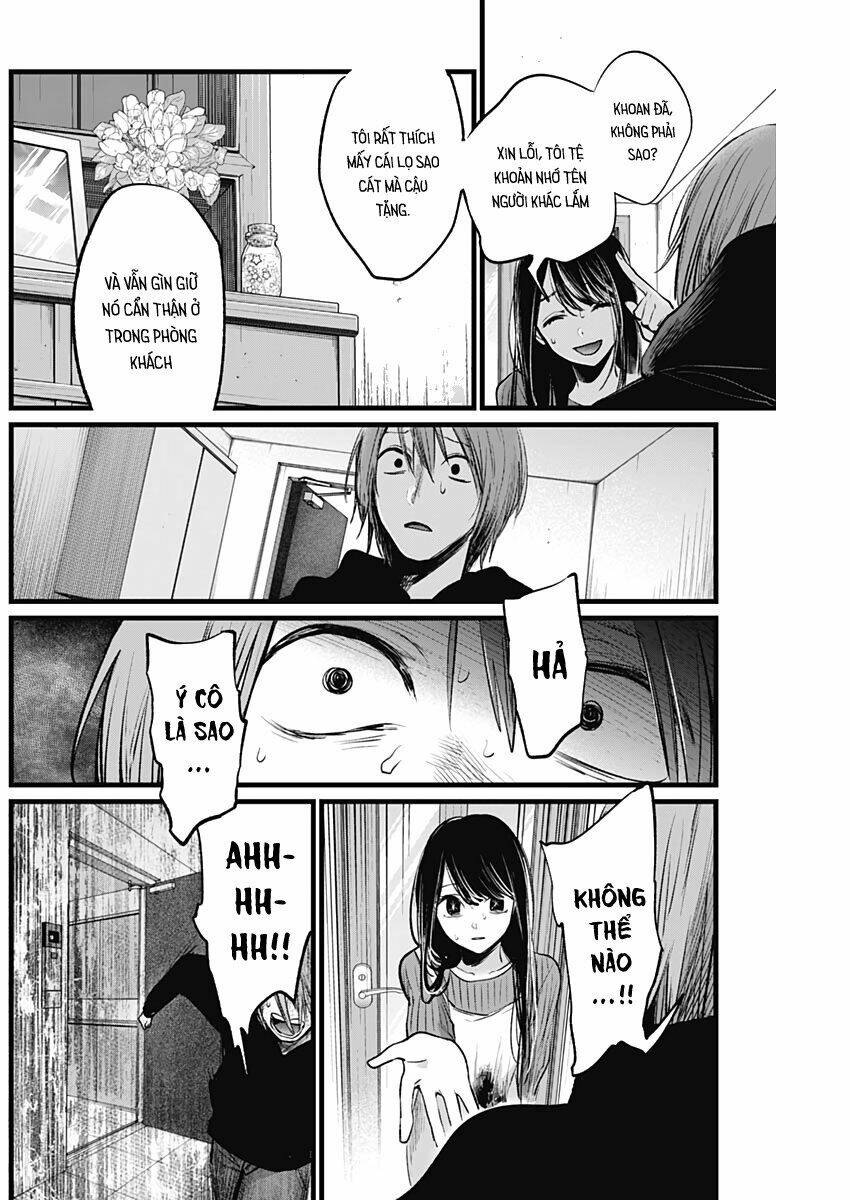 KHOAN ĐÃ,
KHÔNG PHẢI
SAO?
XIN LỖI, TÔI TỆ
KHOẢN NHỚ TÊN
NGƯỜI KHÁC LẮM
TÔI RẤT THÍCH
MẤY CÁI LỌ SAO
CÁT MÀ CẬU
TẶNG.
VÀ VẪN GÌN GIỮ
NÓ CẨN THẬN Ở
TRONG PHÒNG
KHÁCH
HẢ
Ý CÔ
LÀ SAO
...
KHÔNG
THỂ
NÀO
...!!
AHH-
HH-
HH!!